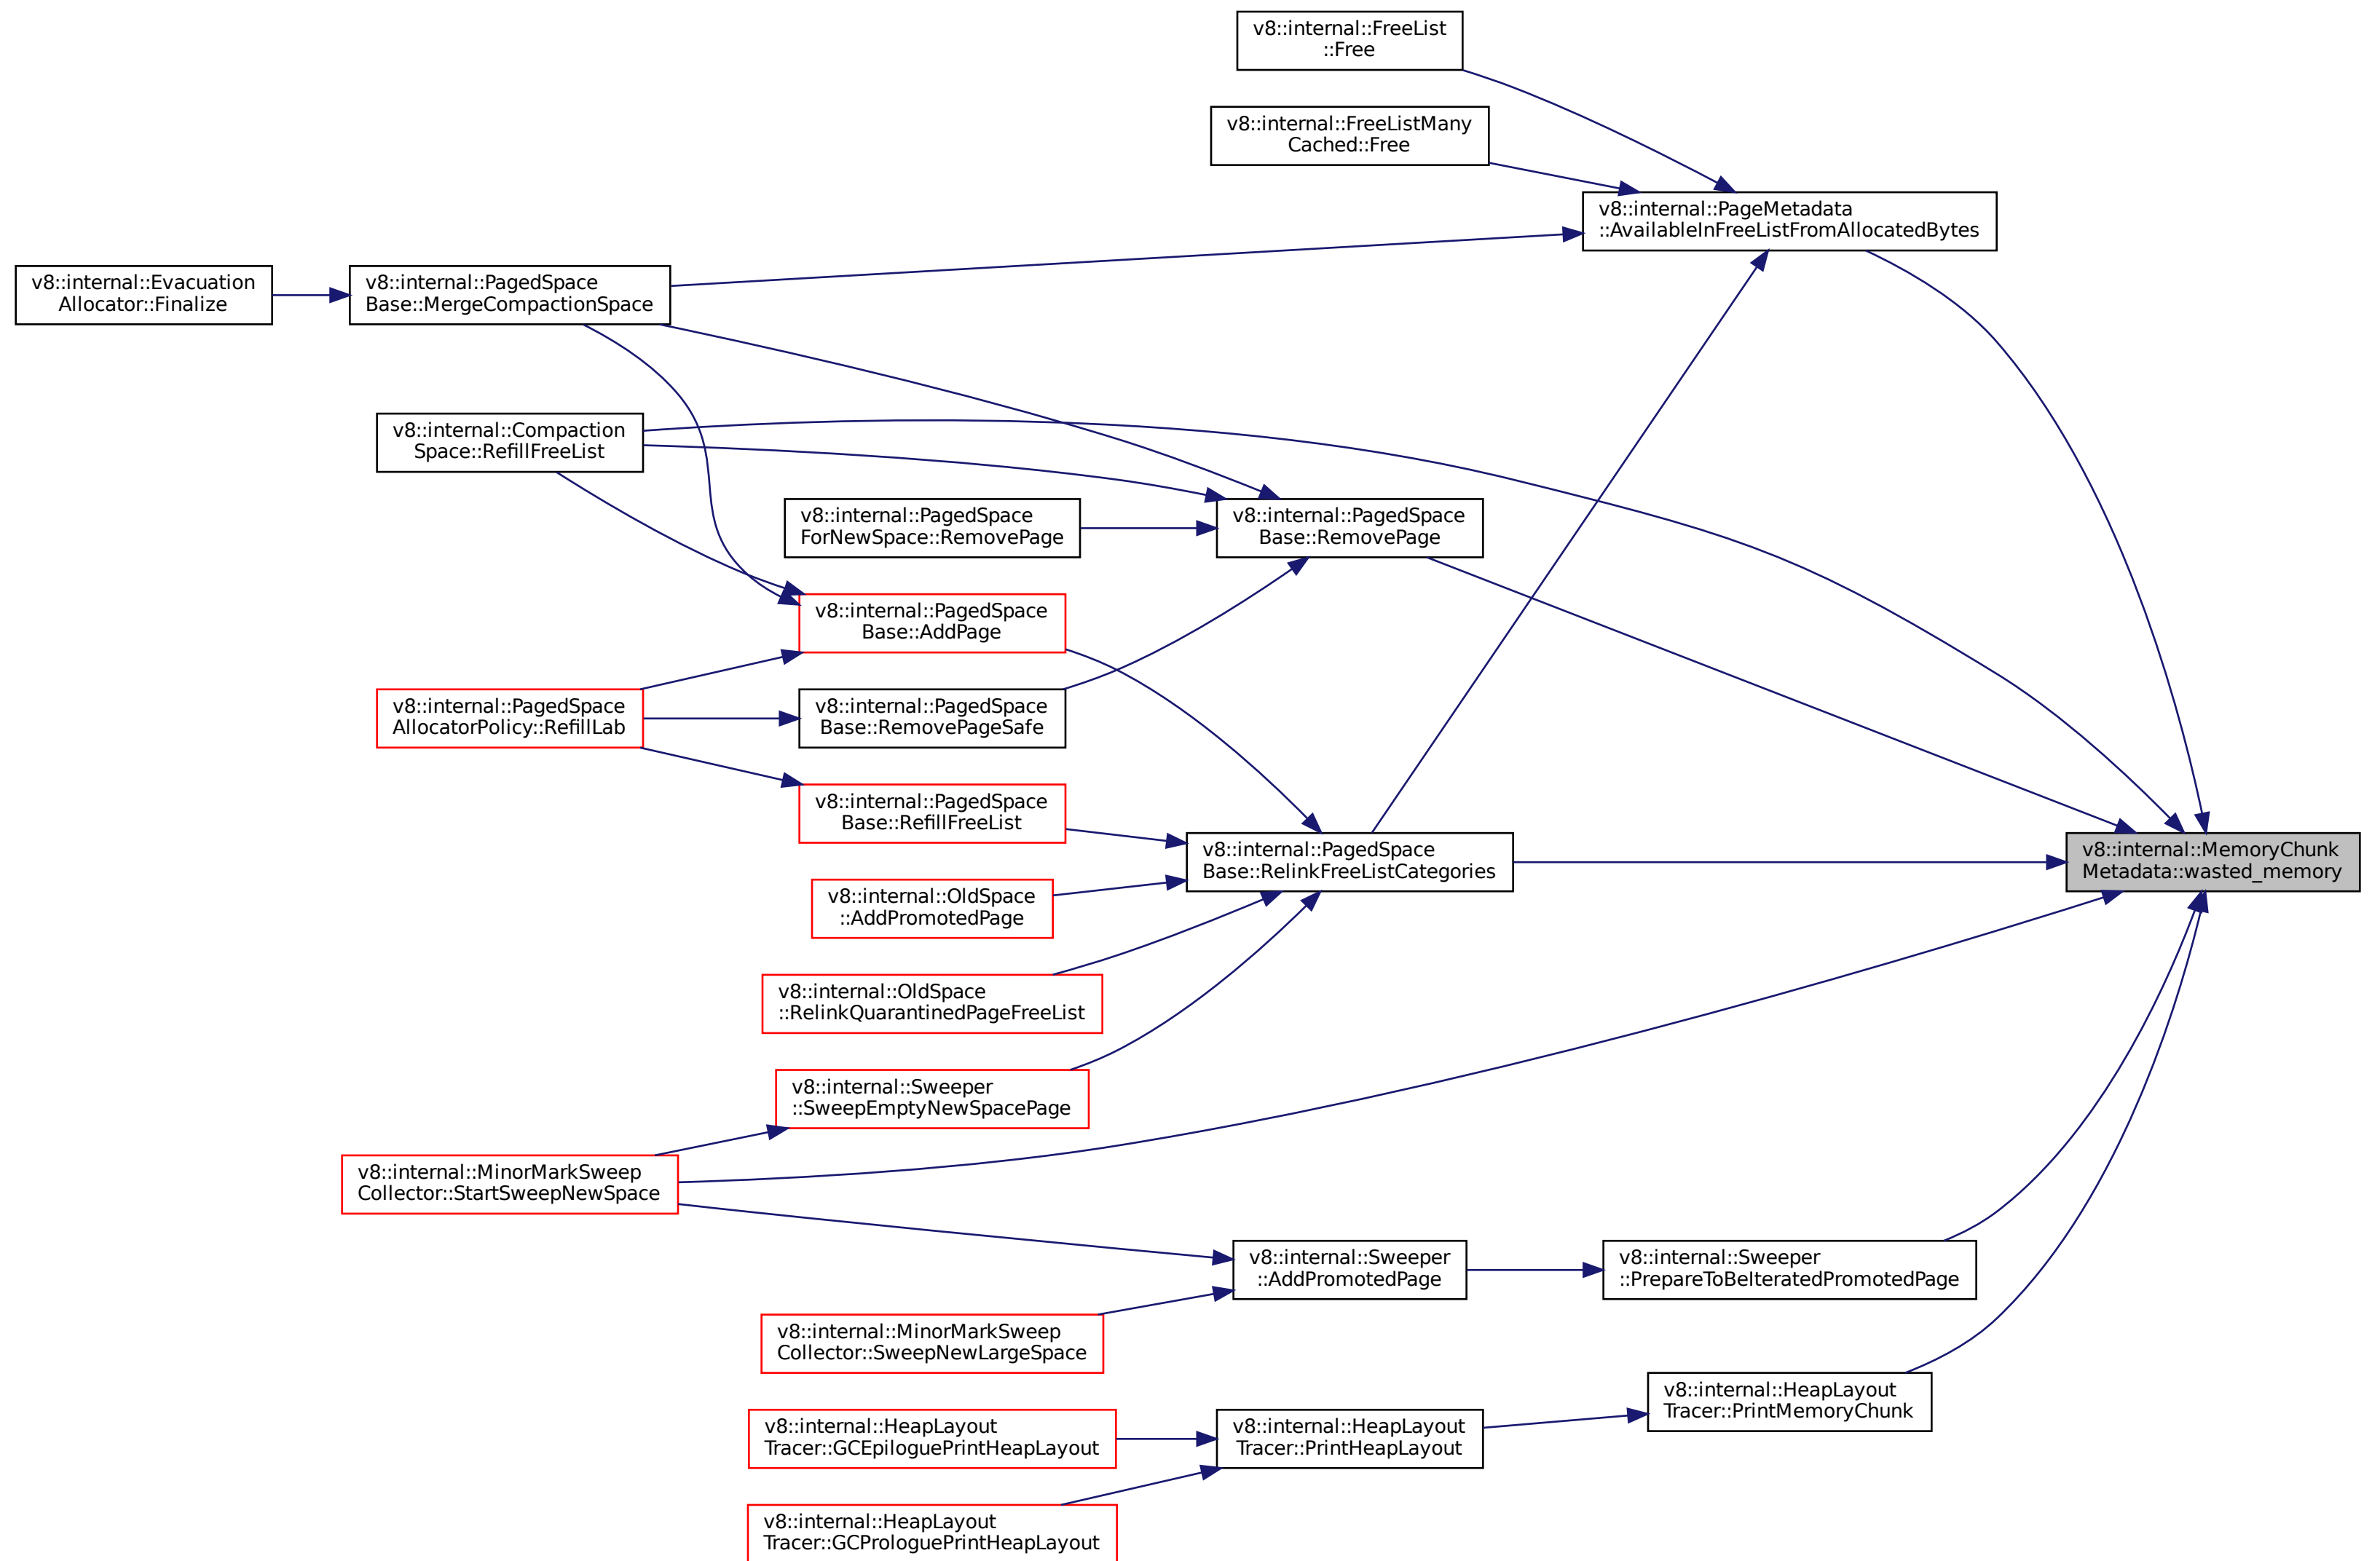 v8::internal::FreeList
::Free
v8::internal::FreeListMany
Cached::Free
v8::internal::PageMetadata
::AvailableInFreeListFromAllocatedBytes
v8::internal::Evacuation
Allocator::Finalize
v8::internal::PagedSpace
Base::MergeCompactionSpace
v8::internal::Compaction
Space::RefillFreeList
v8::internal::PagedSpace
ForNewSpace::RemovePage
v8::internal::PagedSpace
Base::RemovePage
v8::internal::PagedSpace
Base::AddPage
v8::internal::PagedSpace
AllocatorPolicy::RefillLab
v8::internal::PagedSpace
Base::RemovePageSafe
v8::internal::PagedSpace
Base::RefillFreeList
v8::internal::PagedSpace
Base::RelinkFreeListCategories
v8::internal::MemoryChunk
Metadata::wasted_memory
v8::internal::OldSpace
::AddPromotedPage
v8::internal::OldSpace
::RelinkQuarantinedPageFreeList
v8::internal::Sweeper
::SweepEmptyNewSpacePage
v8::internal::MinorMarkSweep
Collector::StartSweepNewSpace
v8::internal::Sweeper
::AddPromotedPage
v8::internal::Sweeper
::PrepareToBeIteratedPromotedPage
v8::internal::MinorMarkSweep
Collector::SweepNewLargeSpace
v8::internal::HeapLayout
Tracer::PrintMemoryChunk
v8::internal::HeapLayout
Tracer::GCEpiloguePrintHeapLayout
v8::internal::HeapLayout
Tracer::PrintHeapLayout
v8::internal::HeapLayout
Tracer::GCProloguePrintHeapLayout